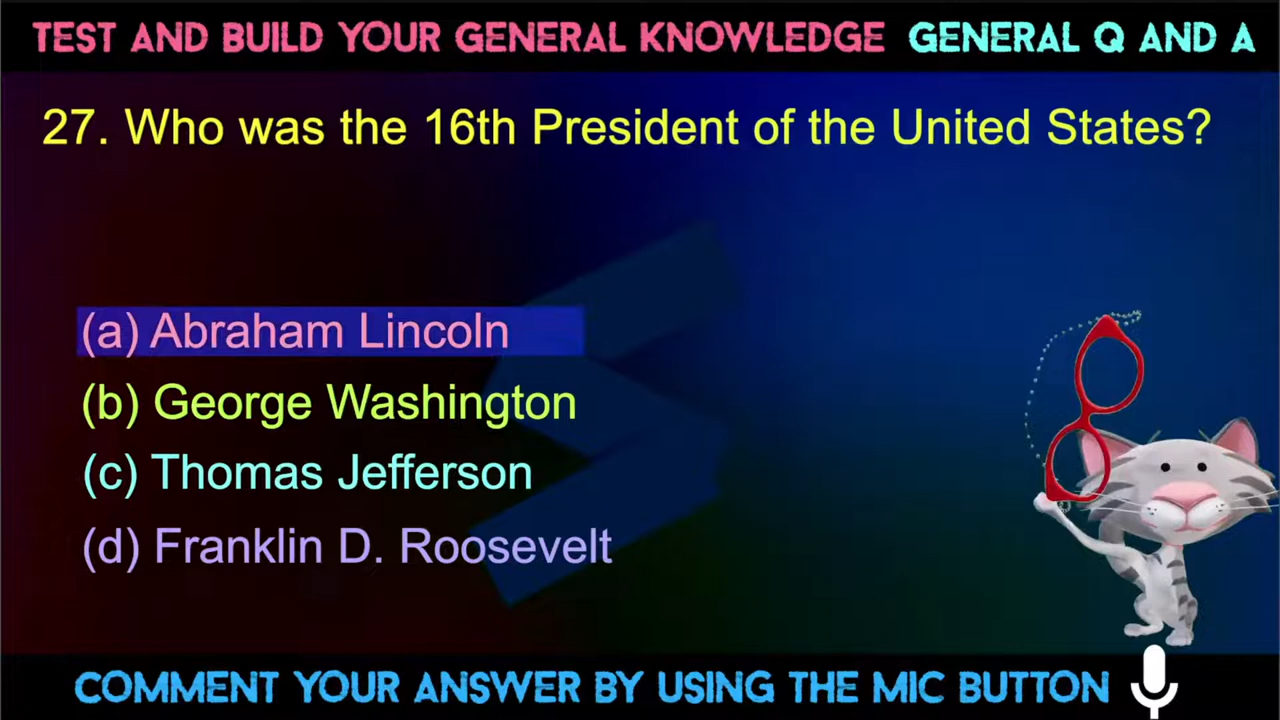 TEST AND BUILD YOUR GENERAL KNOWLEDGE GENERAL Q AND A
27. Who was the 16th President of the United States?
(a) Abraham Lincoln
(b) George Washington
(c) Thomas Jefferson
(d) Franklin D. Roosevelt
COMMENT YOUR ANSWER BY USING THE MIC BUTTON